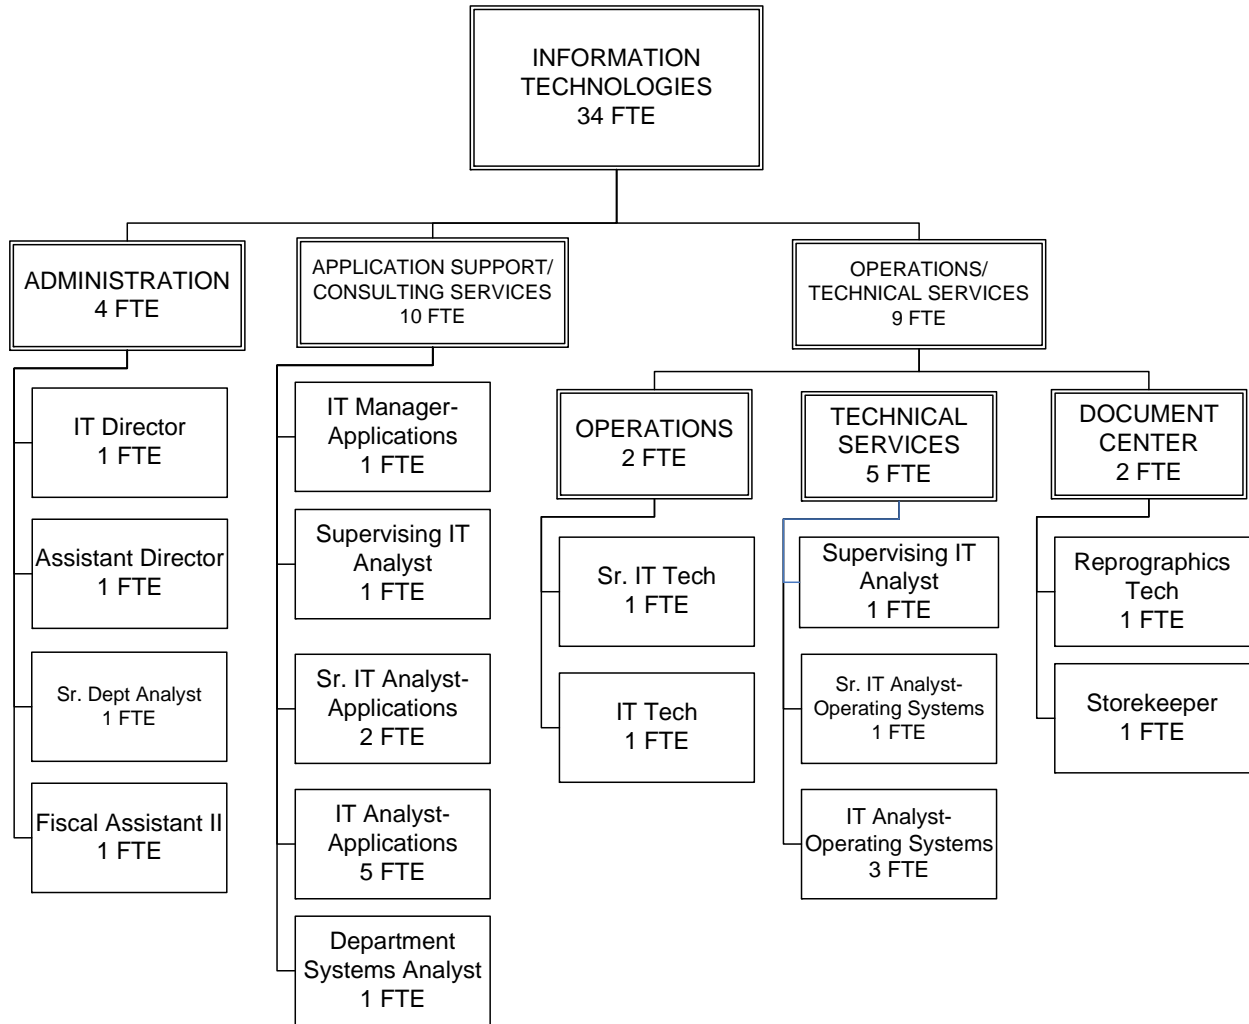 INFORMATION
TECHNOLOGIES
34 FTE
ADMINISTRATION
4 FTE
APPLICATION SUPPORT/
CONSULTING SERVICES
10 FTE
OPERATIONS/
TECHNICAL SERVICES
9 FTE
IT Director
1 FTE
Assistant Director
1 FTE
Sr. Dept Analyst
1 FTE
Fiscal Assistant II
1 FTE
IT Manager-
Applications
1 FTE
Supervising IT
Analyst
1 FTE
Sr. IT Analyst-
Applications
2 FTE
IT Analyst-
Applications
5 FTE
Department
Systems Analyst
1 FTE
OPERATIONS
2 FTE
Sr. IT Tech
1 FTE
IT Tech
1 FTE
TECHNICAL
SERVICES
5 FTE
Supervising IT
Analyst
1 FTE
Sr. IT Analyst-
Operating Systems
1 FTE
IT Analyst-
Operating Systems
3 FTE
DOCUMENT
CENTER
2 FTE
Reprographics
Tech
1 FTE
Storekeeper
1 FTE